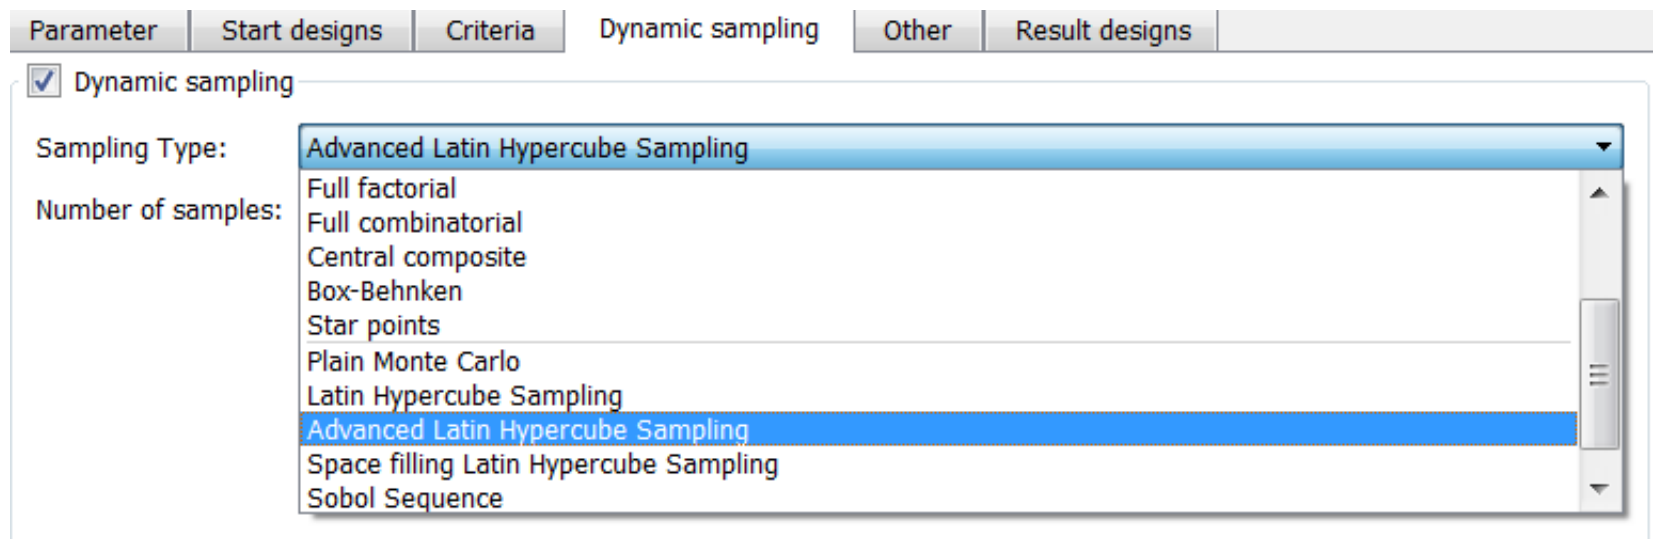 Parameter Start designs Criteria Dynamic sampling Other Result designs
Dynamic sampling
Sampling Type: Advanced Latin Hypercube Sampling
Full factorial
Number of samples:
Full combinatorial
Central composite
Box-Behnken
Star points
Plain Monte Carlo
Latin Hypercube Sampling
Advanced Latin Hypercube Sampling
Space filling Latin Hypercube Sampling
Sobol Sequence